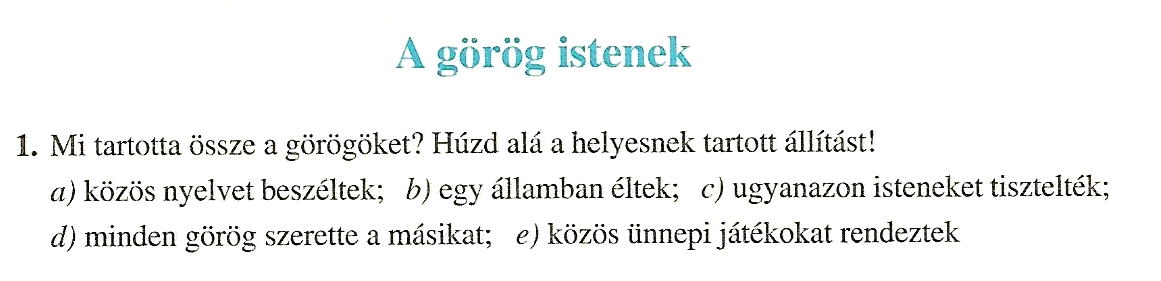 A görög istenek
1. Mi tartotta össze a görögöket? Húzd alá a helyesnek tartott állítást!
a) közös nyelvet beszéltek; b) egy államban éltek; c) ugyanazon isteneket tisztelték;
d) minden görög szerette a másikat; e) közös ünnepi játékokat rendeztek